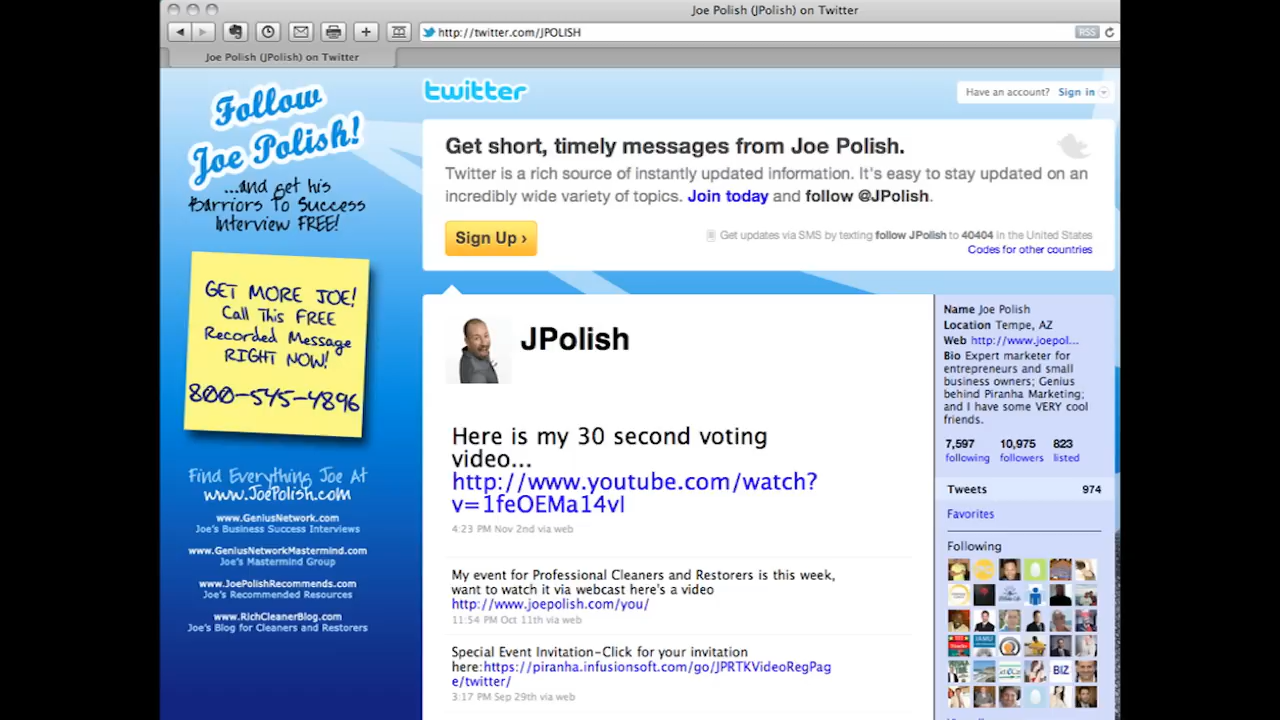 Joe Polish (JPolish) on Twitter
http://twitter.com/JPOLISH
RSS
Joe Polish (JPolish) on Twitter
Follow
Joe Polish!
...and get his
Barriers To Success
Interview FREE!
GET MORE JOE!
Call This FREE
Recorded Message
RIGHT NOW!
800-545-4896
Find Everything Joe At
www.JoePolish.com
www.GeniusNetwork.com
Joe's Business Success Interviews
www.GeniusNetworkMastermind.com
Joe's Mastermind Group
www.JoePolishRecommends.com
Joe's Recommended Resources
www.RichCleanerBlog.com
Joe's Blog for Cleaners and Restorers
twitter
Have an account? Sign in
Get short, timely messages from Joe Polish.
Twitter is a rich source of instantly updated information. It's easy to stay updated on an
incredibly wide variety of topics. Join today and follow @JPolish.
Sign Up ›
Get updates via SMS by texting follow JPolish to 40404 in the United States
Codes for other countries
JPolish
Here is my 30 second voting
video...
http://www.youtube.com/watch?
v=1feOEMa14vI
4:23 PM Nov 2nd via web
My event for Professional Cleaners and Restorers is this week,
want to watch it via webcast here's a video
http://www.joepolish.com/you/
11:54 PM Oct 11th via web
Special Event Invitation-Click for your invitation
here:https://piranha.infusionsoft.com/go/JPRTKVideoRegPag
e/twitter/
3:17 PM Sep 29th via web
Name Joe Polish
Location Tempe, AZ
Web http://www.joepol...
Bio Expert marketer for
entrepreneurs and small
business owners; Genius
behind Piranha Marketing;
and I have some VERY cool
friends.
7,597 10,975 823
following followers listed
Tweets 974
Favorites
Following
IAMU
BIZ